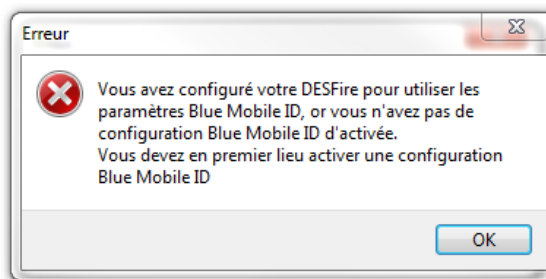 Erreur
Vous avez configuré votre DESFire pour utiliser les
paramètres Blue Mobile ID, or vous n'avez pas de
configuration Blue Mobile ID d'activée.
Vous devez en premier lieu activer une configuration
Blue Mobile ID
OK